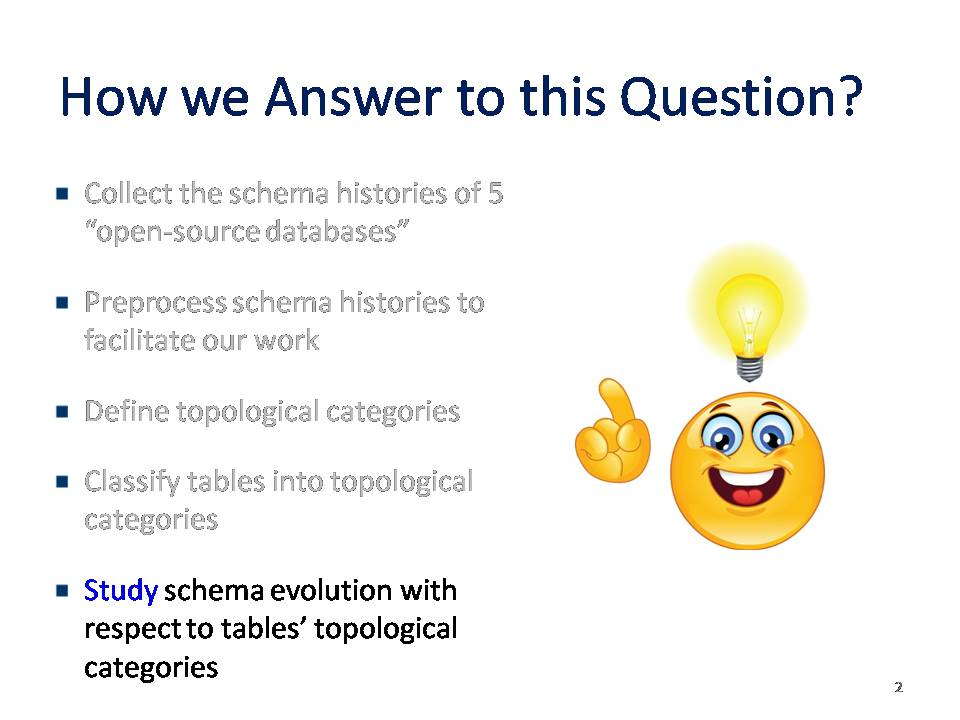 How we Answer to this Question?
Collect the schema histories of 5
“open-source databases”
Preprocess schema histories to
facilitate our work
Define topological categories
Classify tables into topological
categories
Study schema evolution with
respect to tables’ topological
categories
2